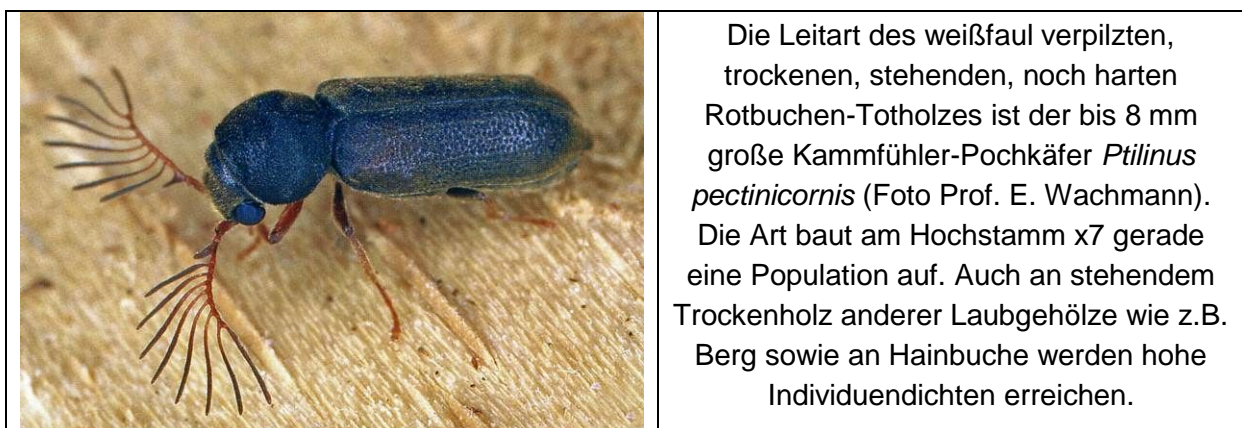 Die Leitart des weißfaul verpilzten,
trockenen, stehenden, noch harten
Rotbuchen-Totholzes ist der bis 8 mm
große Kammfühler-Pochkäfer Ptilinus
pectinicornis (Foto Prof. E. Wachmann).
Die Art baut am Hochstamm x7 gerade
eine Population auf. Auch an stehendem
Trockenholz anderer Laubgehölze wie z.B.
Berg sowie an Hainbuche werden hohe
Individuendichten erreichen.